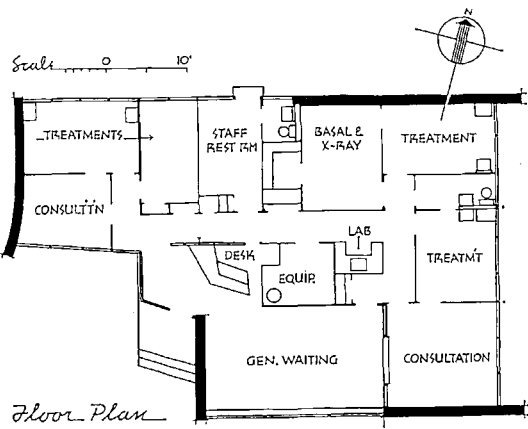 N
Scale 0 10'
TREATMENTS
STAFF
REST RM
BASAL &
X-RAY
TREATMENT
CONSULT'T'N
LAB
DESK
EQUIP.
TREATM'T
GEN. WAITING
CONSULTATION
Floor Plan